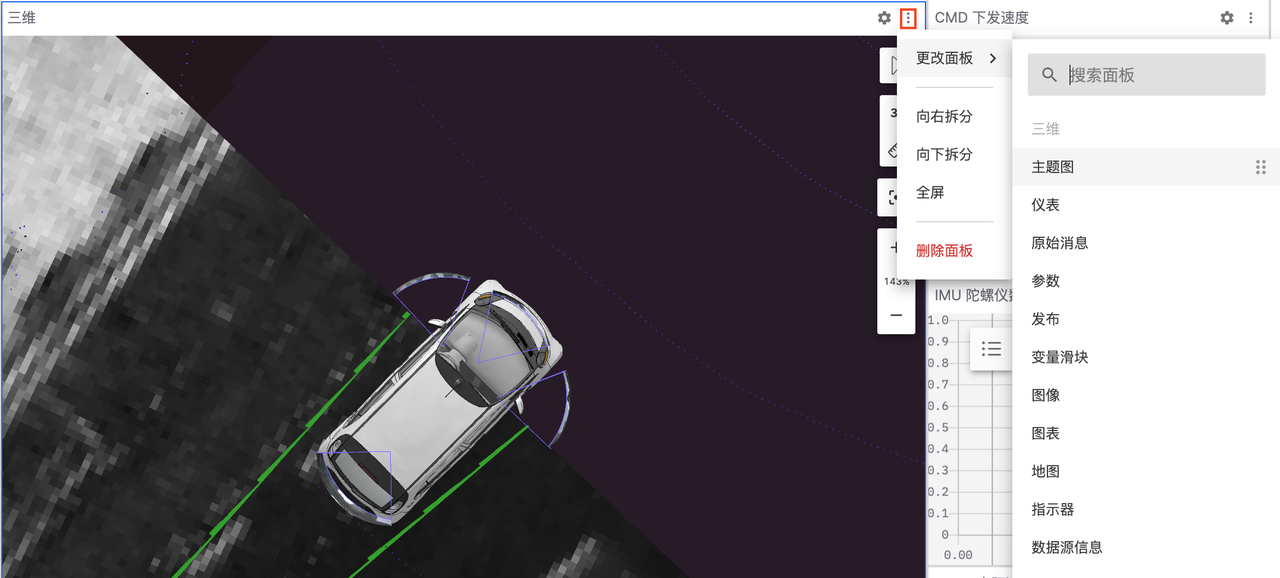 三维
CMD 下发速度
更改面板
向右拆分
向下拆分
全屏
删除面板
搜索面板
三维
主题图
仪表
原始消息
参数
发布
变量滑块
图像
图表
地图
指示器
数据源信息
3
143%
IMU 陀螺仪
1.0
0.9
0.8
0.7
0.6
0.5
0.4
0.3
0.2
0.1
0
0.00